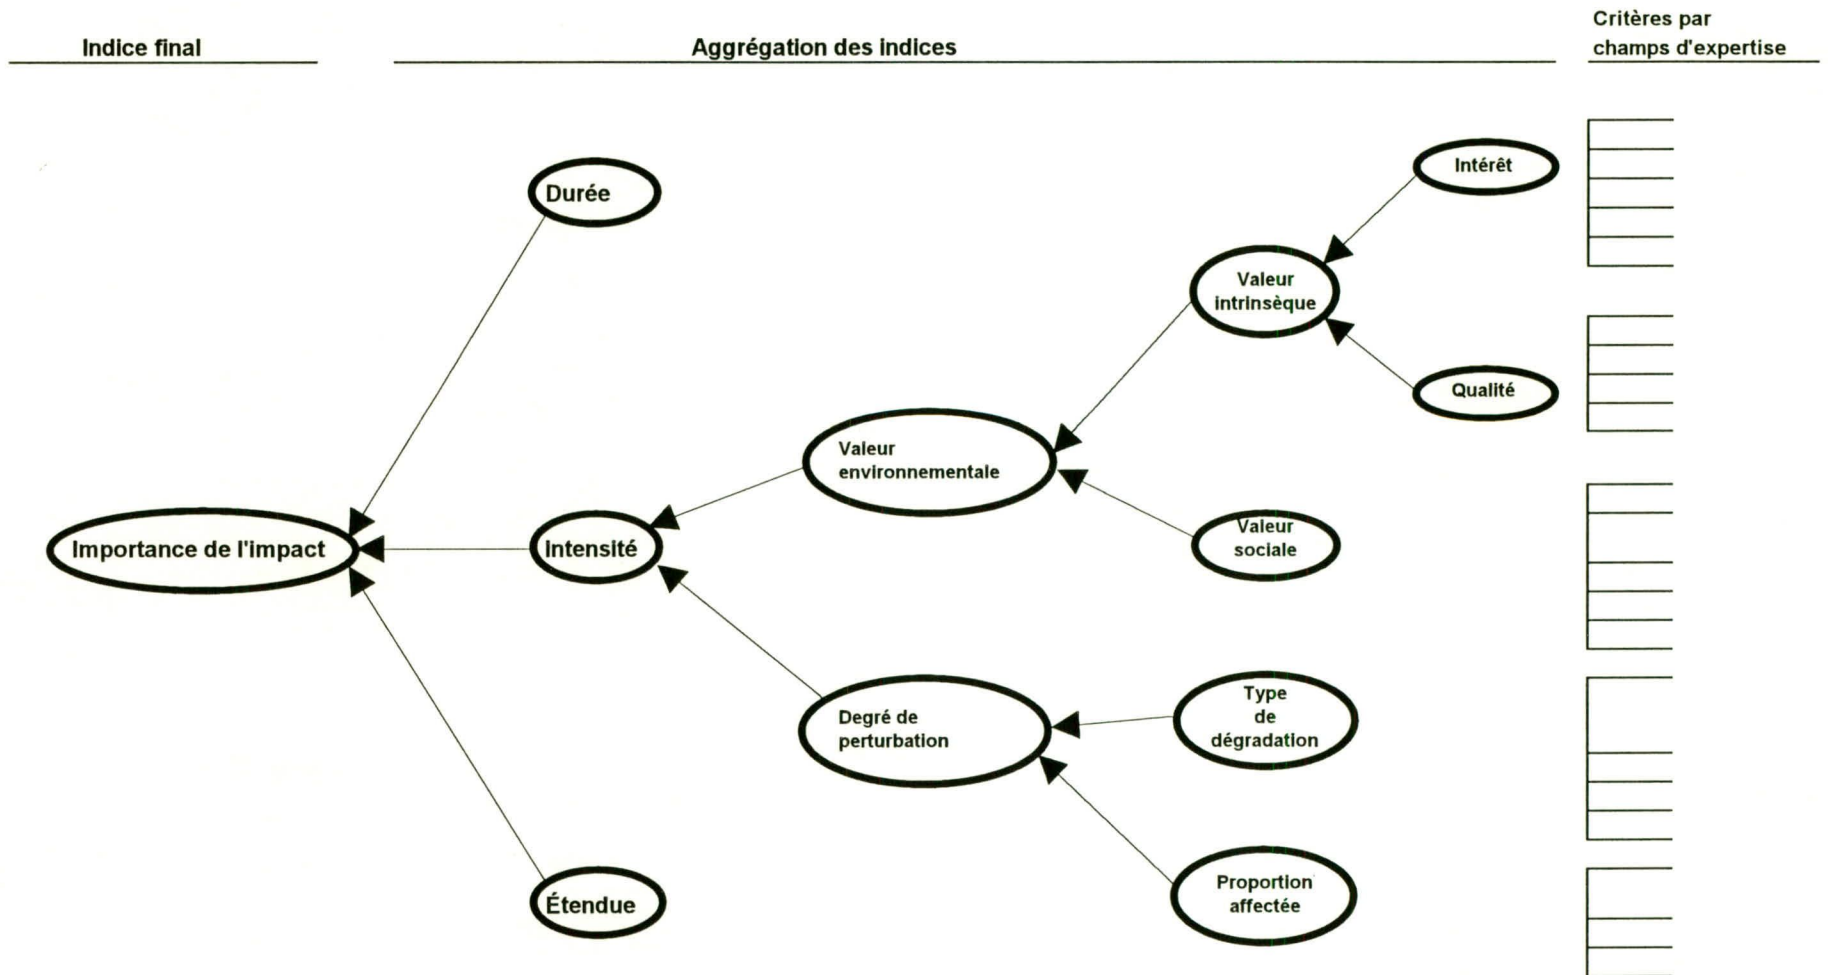 Indice final
Aggrégation des indices
Critères par
champs d'expertise
Durée
Intérêt
Valeur
intrinsèque
Qualité
Valeur
environnementale
Importance de l'impact
Intensité
Valeur
sociale
Degré de
perturbation
Type
de
dégradation
Étendue
Proportion
affectée